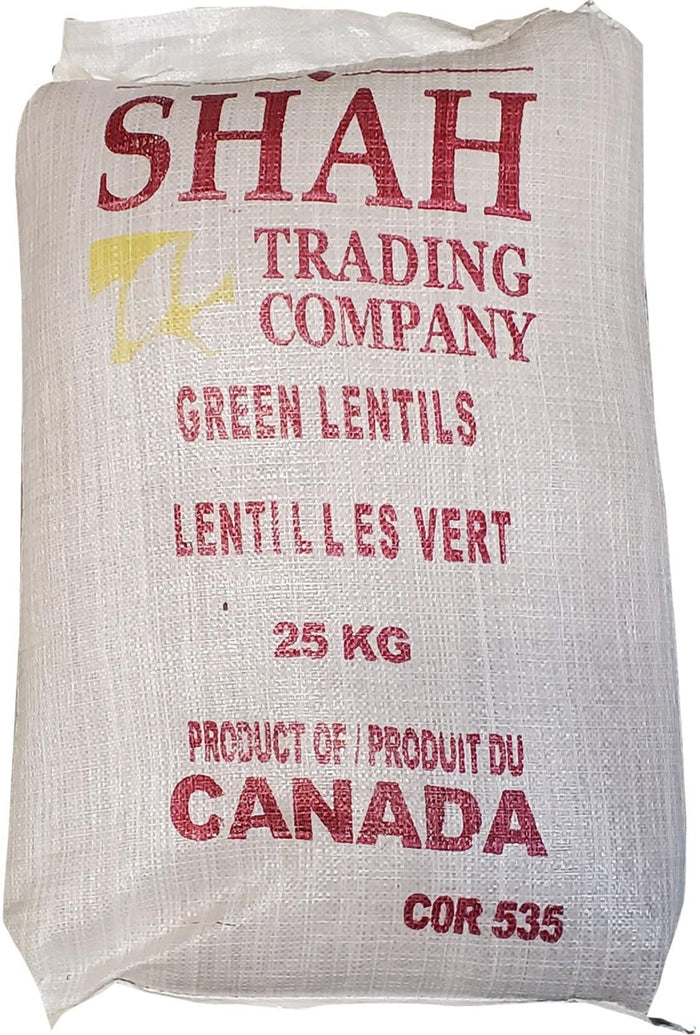 SHAH
TRADING
COMPANY
GREEN LENTILS
LENTILLES VERT
25 KG
PRODUCT OF / PRODUIT DU
CANADA
COR 535